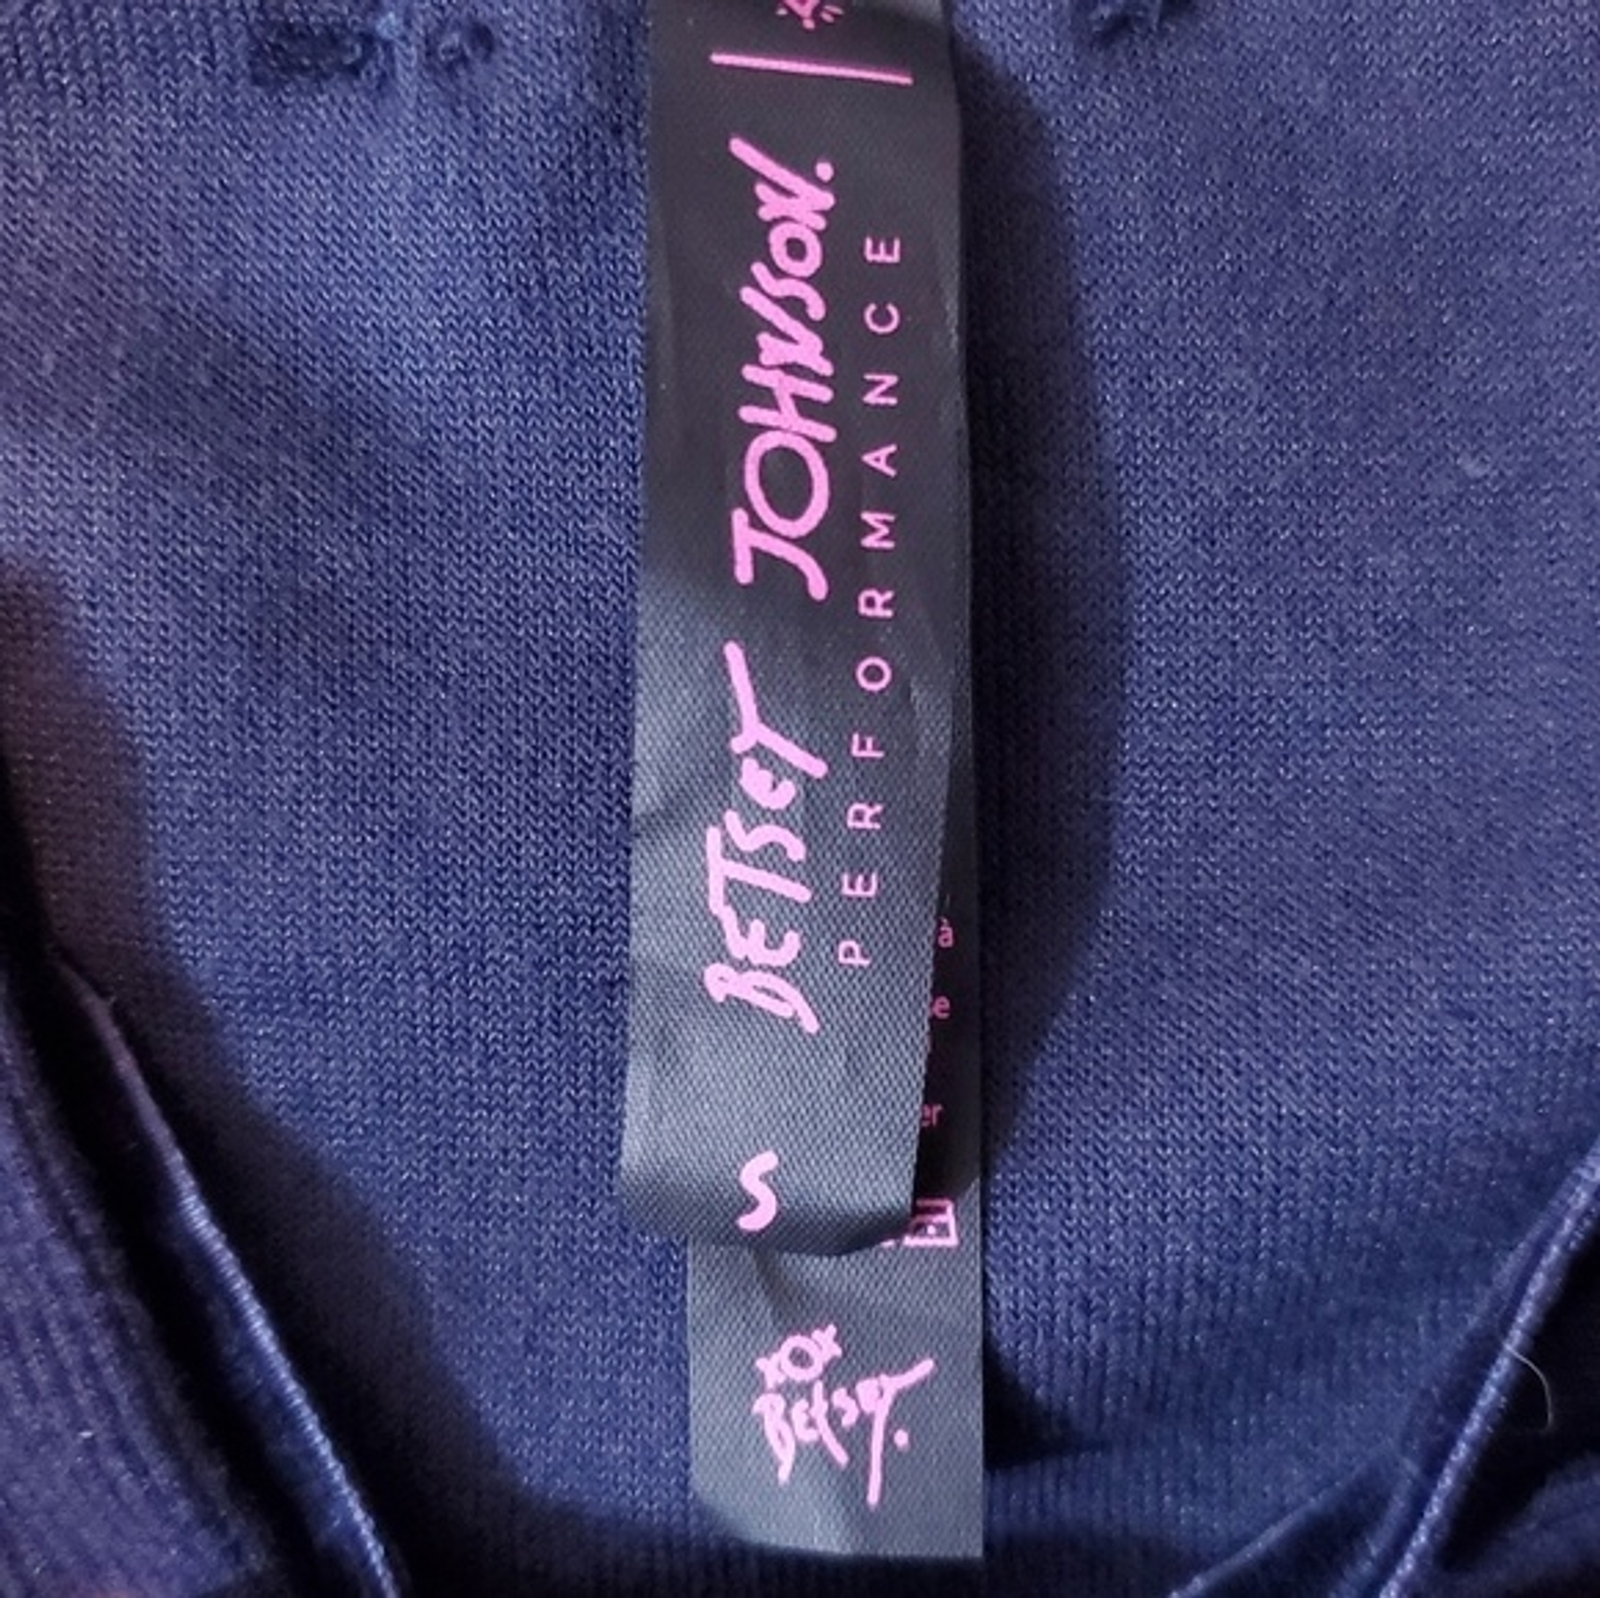 BETSEY JOHNSON.
PERFORMANCE
S
XOX
Betsey.